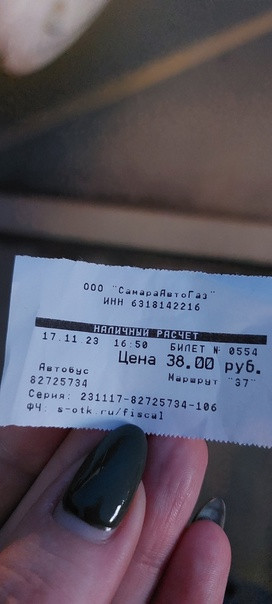 ООО "СамараАвтоГаз"
ИНН 6318142216
НАЛИЧНЫЙ РАСЧЕТ
17.11.23 16:50 БИЛЕТ № 0554
Цена 38.00 руб.
Автобус Маршрут "37"
82725734
Серия: 231117-82725734-106
ФЧ: s-otk.ru/fiscal